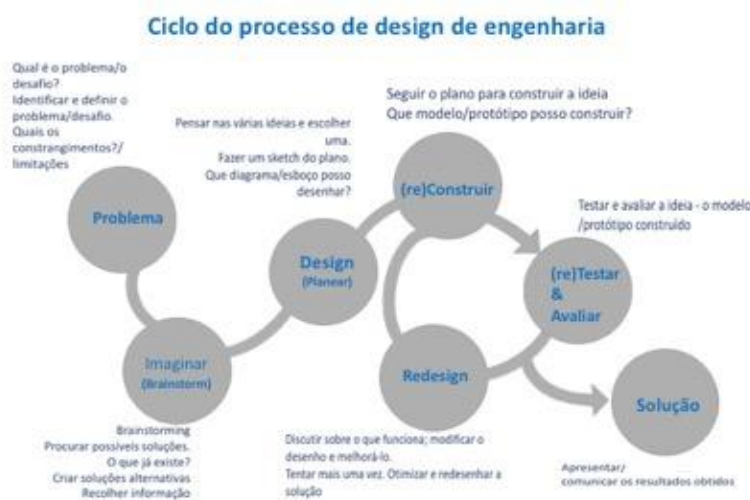 Ciclo do processo de design de engenharia
Qual é o problema/o
desafio?
Identificar e definir o
problema/desafio.
Quais os
constrangimentos?/
limitações
Problema
Imaginar
(Brainstorm)
Brainstorming
Procurar possíveis soluções.
O que já existe?
Criar soluções alternativas
Recolher informação
Pensar nas várias ideias e escolher
uma.
Fazer um sketch do plano.
Que diagrama/esboço posso
desenhar?
Design
(Planear)
Seguir o plano para construir a ideia
Que modelo/protótipo posso construir?
(re)Construir
Testar e avaliar a ideia - o modelo
/protótipo construído
(re)Testar
&
Avaliar
Redesign
Discutir sobre o que funciona; modificar o
desenho e melhorá-lo.
Tentar mais uma vez. Otimizar e redesenhar a
solução
Solução
Apresentar/
comunicar os resultados obtidos